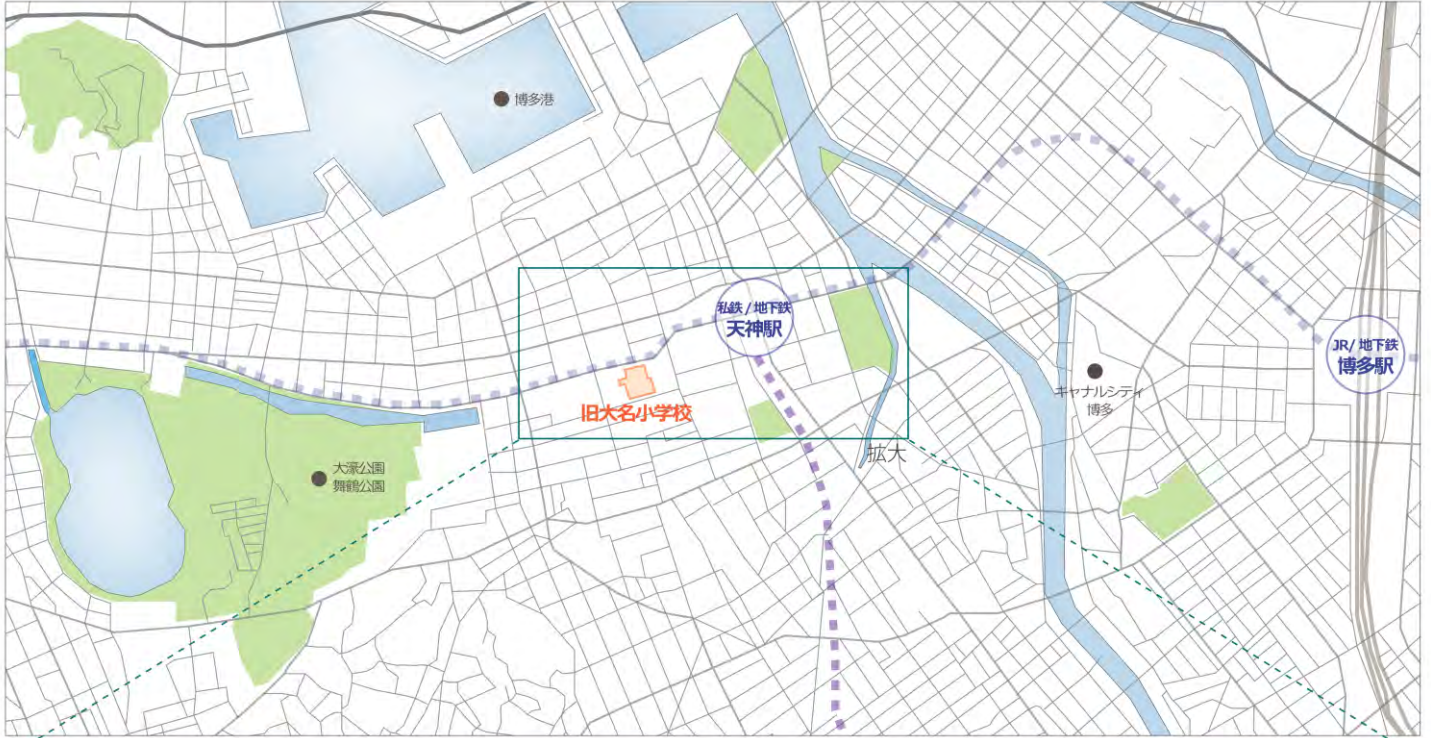 博多港
私鉄/地下鉄
天神駅
JR/地下鉄
博多駅
キャナルシティ
博多
旧大名小学校
拡大
大濠公園
舞鶴公園